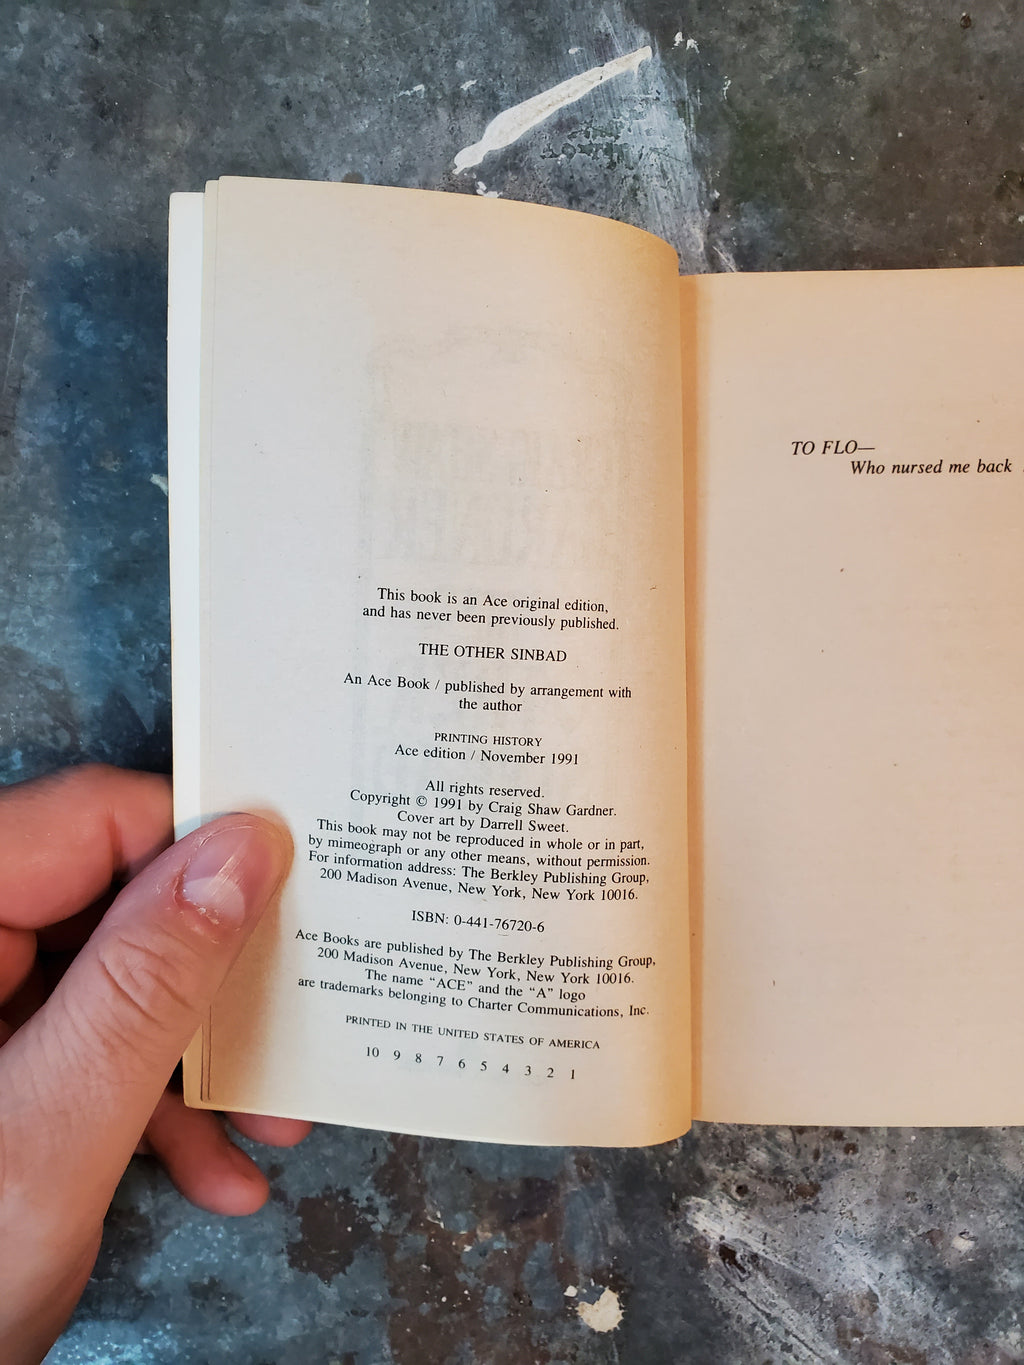 This book is an Ace original edition,
and has never been previously published.
THE OTHER SINBAD
An Ace Book / published by arrangement with
the author
PRINTING HISTORY
Ace edition / November 1991
All rights reserved.
Copyright © 1991 by Craig Shaw Gardner.
Cover art by Darrell Sweet.
This book may not be reproduced in whole or in part,
by mimeograph or any other means, without permission.
For information address: The Berkley Publishing Group,
200 Madison Avenue, New York, New York 10016.
ISBN: 0-441-76720-6
Ace Books are published by The Berkley Publishing Group,
200 Madison Avenue, New York, New York 10016.
The name “ACE” and the “A” logo
are trademarks belonging to Charter Communications, Inc.
PRINTED IN THE UNITED STATES OF AMERICA
10 9 8 7 6 5 4 3 2 1
TO FLO—
Who nursed me back